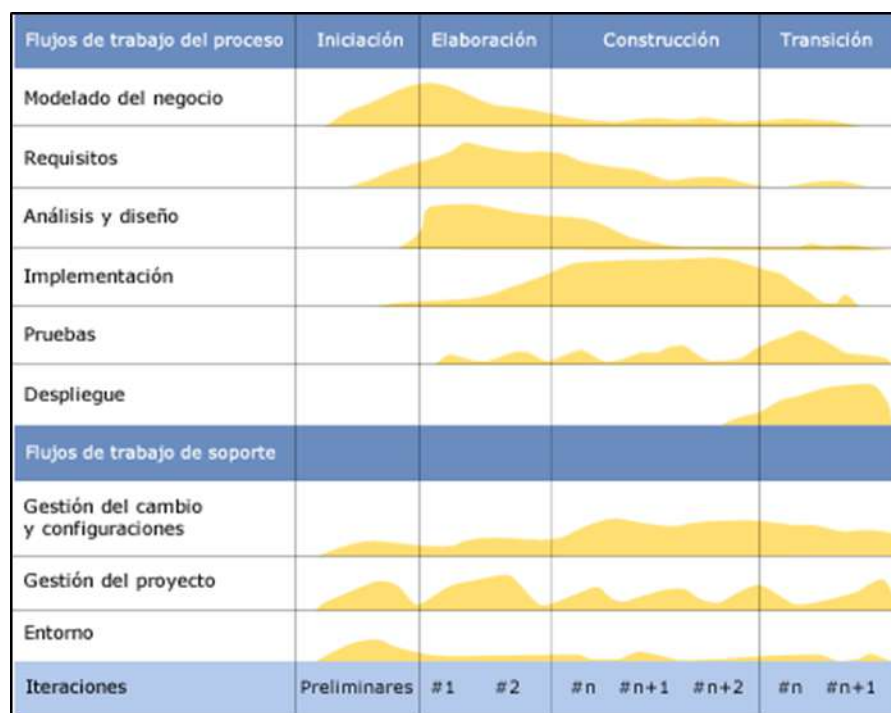 Flujos de trabajo del proceso Iniciación Elaboración Construcción Transición
Modelado del negocio
Requisitos
Análisis y diseño
Implementación
Pruebas
Despliegue
Flujos de trabajo de soporte
Gestión del cambio
y configuraciones
Gestión del proyecto
Entorno
Iteraciones Preliminares #1 #2 #n #n+1 #n+2 #n #n+1